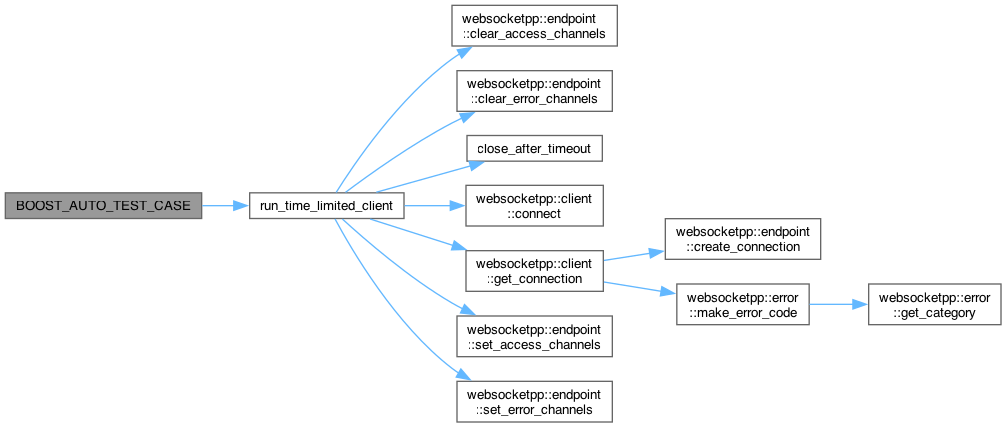 BOOST_AUTO_TEST_CASE
run_time_limited_client
websocketpp::endpoint
::clear_access_channels
websocketpp::endpoint
::clear_error_channels
close_after_timeout
websocketpp::client
::connect
websocketpp::client
::get_connection
websocketpp::endpoint
::create_connection
websocketpp::error
::make_error_code
websocketpp::error
::get_category
websocketpp::endpoint
::set_access_channels
websocketpp::endpoint
::set_error_channels